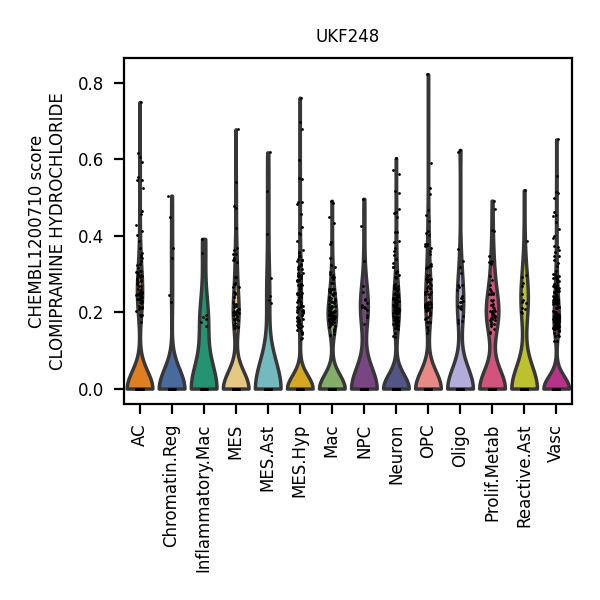 UKF248
CHEMBL1200710 score
CLOMIPRAMINE HYDROCHLORIDE
0.8
0.6
0.4
0.2
0.0
AC
Chromatin.Reg
Inflammatory.Mac
MES
MES.Ast
MES.Hyp
Mac
NPC
Neuron
OPC
Oligo
Prolif.Metab
Reactive.Ast
Vasc